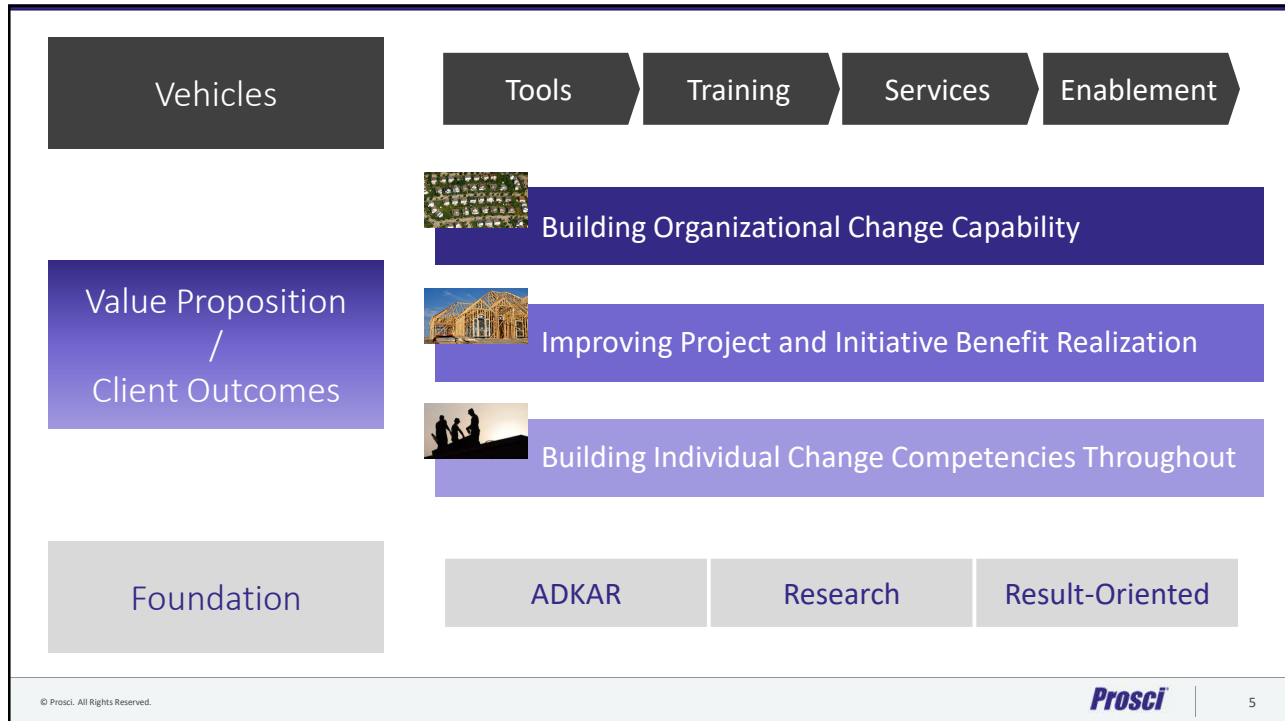 Vehicles
Tools
Training
Services
Enablement
Value Proposition
/
Client Outcomes
Building Organizational Change Capability
Improving Project and Initiative Benefit Realization
Building Individual Change Competencies Throughout
Foundation
ADKAR
Research
Result-Oriented
© Prosci. All Rights Reserved.
Prosci
5